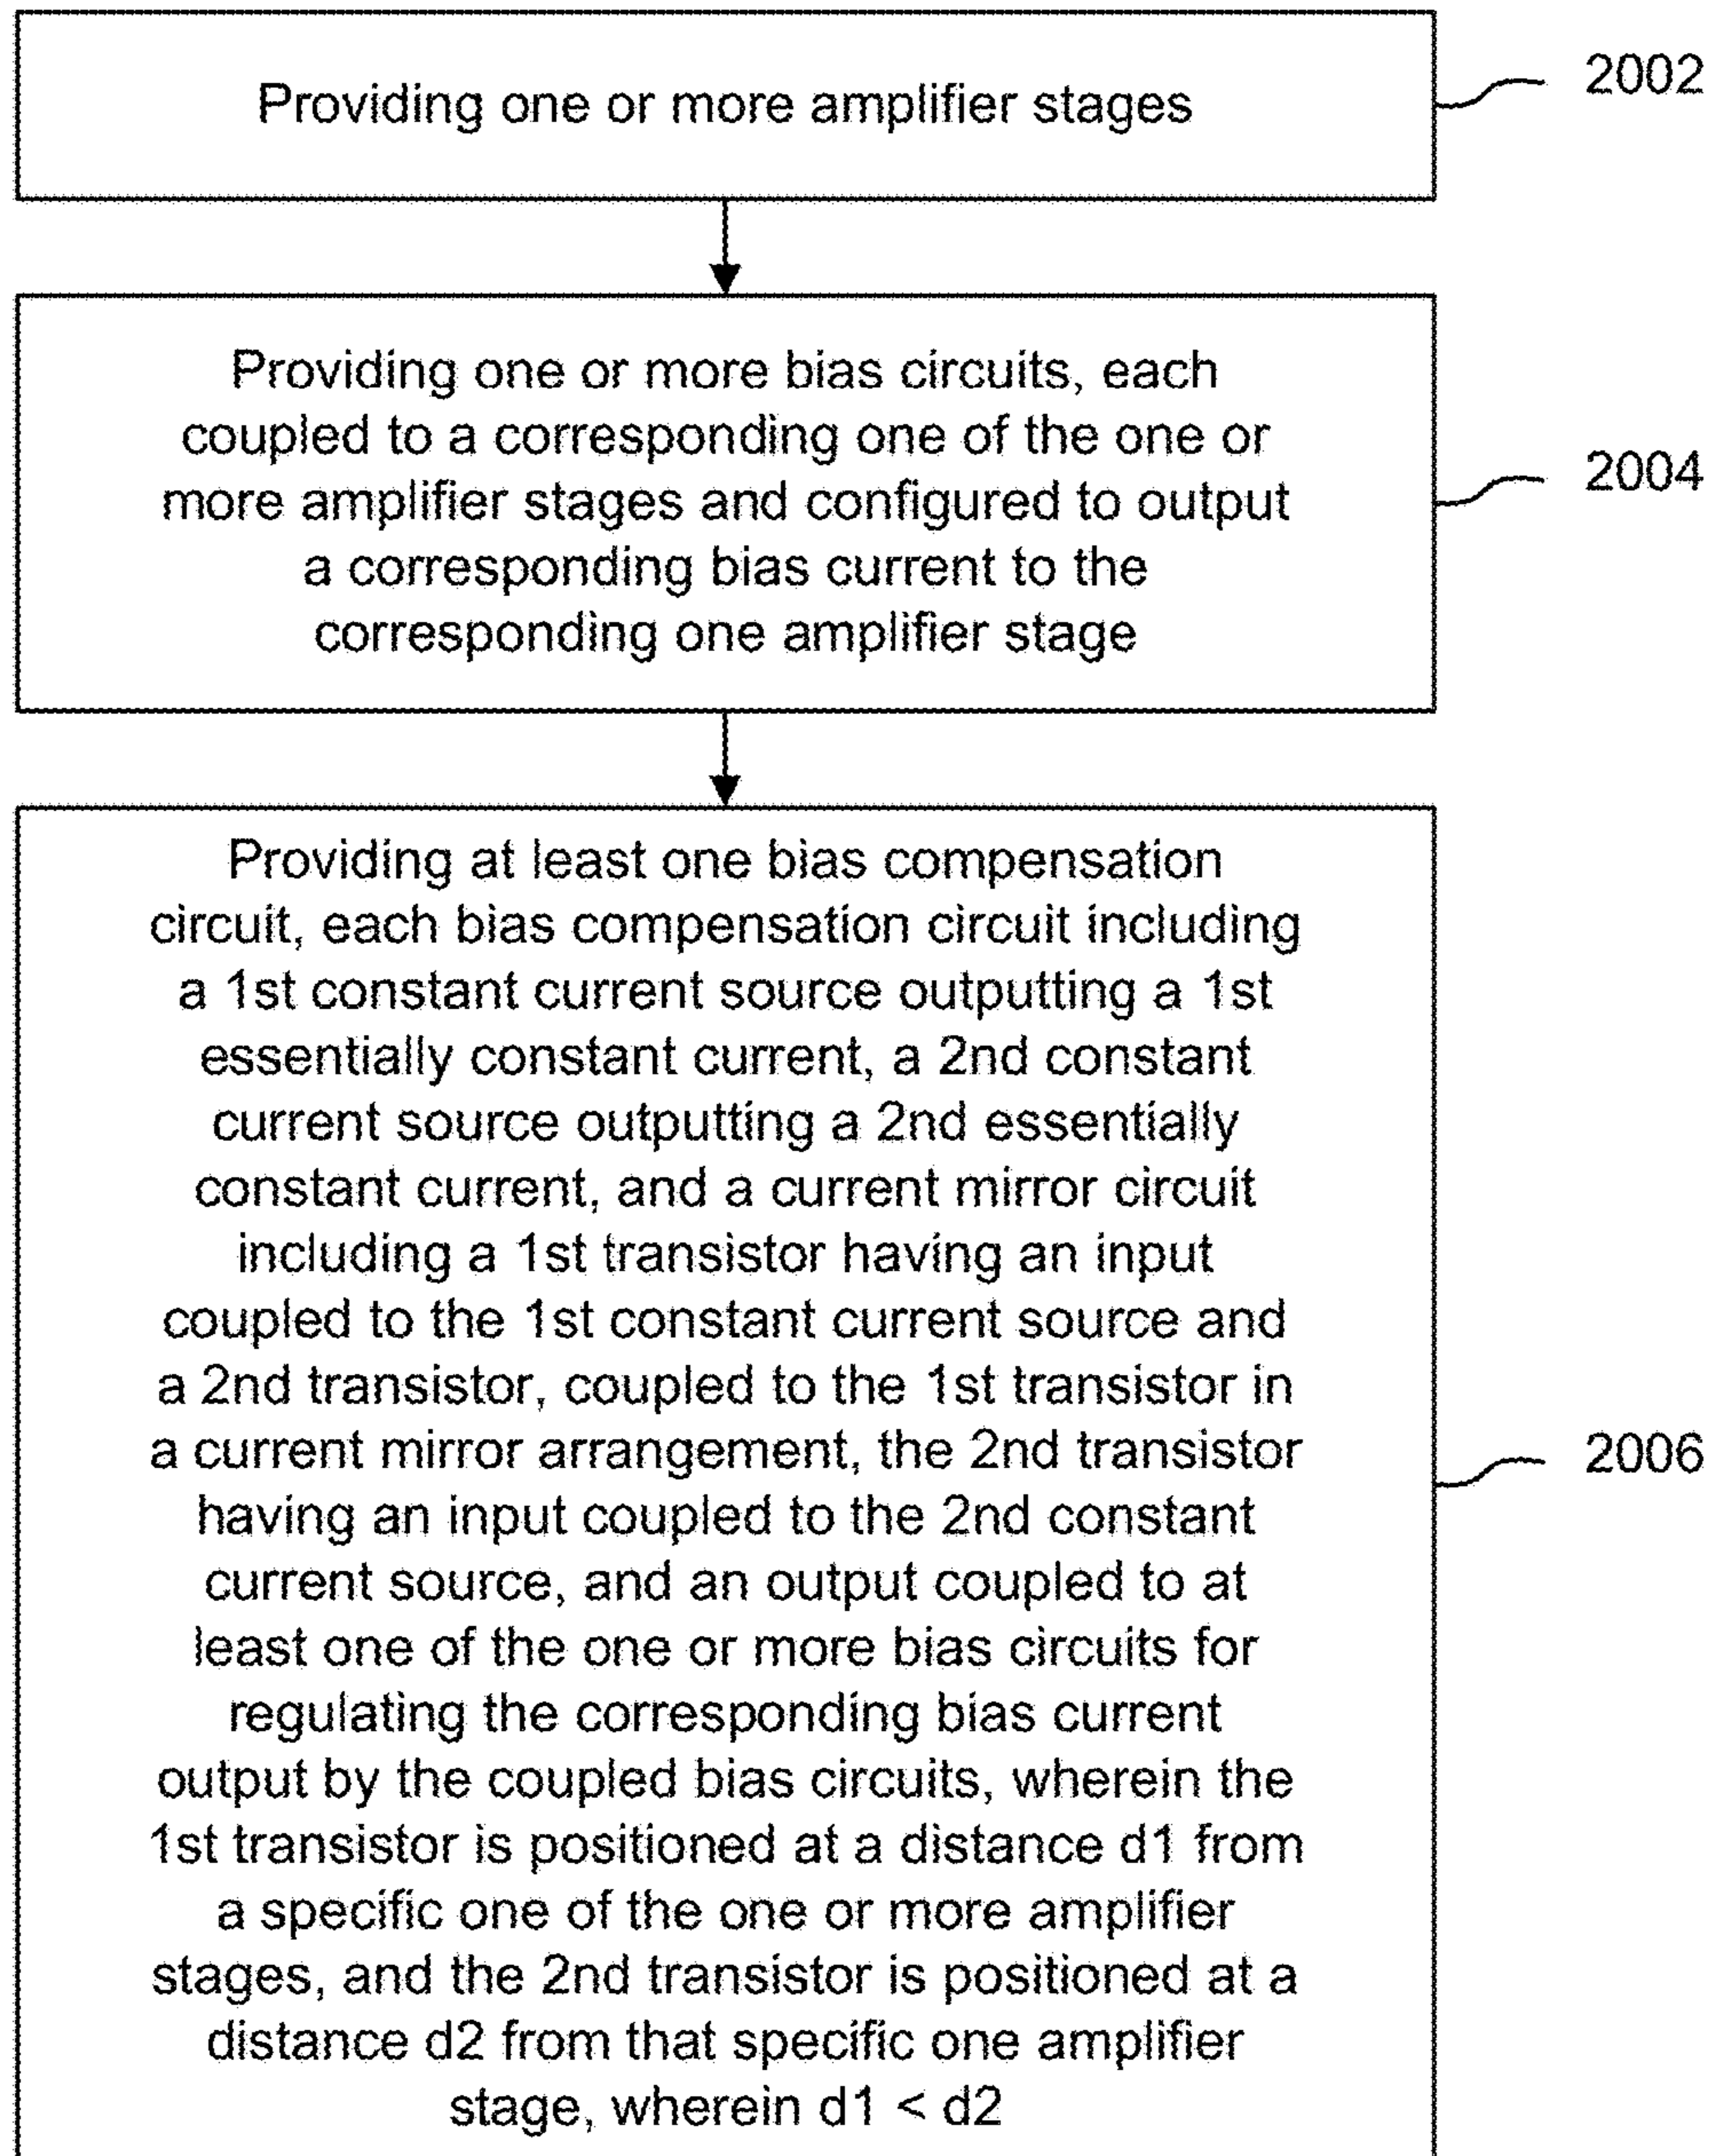 Providing one or more amplifier stages
2002
Providing one or more bias circuits, each
coupled to a corresponding one of the one or
more amplifier stages and configured to output
a corresponding bias current to the
corresponding one amplifier stage
2004
Providing at least one bias compensation
circuit, each bias compensation circuit including
a 1st constant current source outputting a 1st
essentially constant current, a 2nd constant
current source outputting a 2nd essentially
constant current, and a current mirror circuit
including a 1st transistor having an input
coupled to the 1st constant current source and
a 2nd transistor, coupled to the 1st transistor in
a current mirror arrangement, the 2nd transistor
having an input coupled to the 2nd constant
current source, and an output coupled to at
least one of the one or more bias circuits for
regulating the corresponding bias current
output by the coupled bias circuits, wherein the
1st transistor is positioned at a distance d1 from
a specific one of the one or more amplifier
stages, and the 2nd transistor is positioned at a
distance d2 from that specific one amplifier
stage, wherein d1 < d2
2006